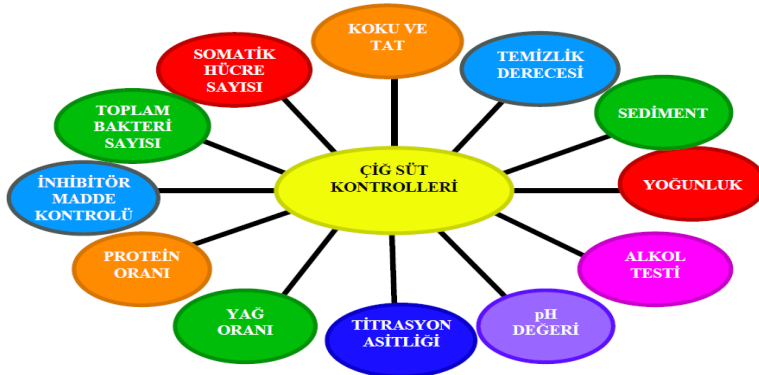 KOKU VE
TAT
TEMİZLİK
DERECESİ
SEDİMENT
YOĞUNLUK
ALKOL
TESTİ
pH
DEĞERİ
TİTRASYON
ASİTLİĞİ
YAĞ
ORANI
PROTEİN
ORANI
İNHİBİTÖR
MADDE
KONTROLÜ
TOPLAM
BAKTERİ
SAYISI
SOMATİK
HÜCRE
SAYISI
ÇİĞ SÜT
KONTROLLERİ